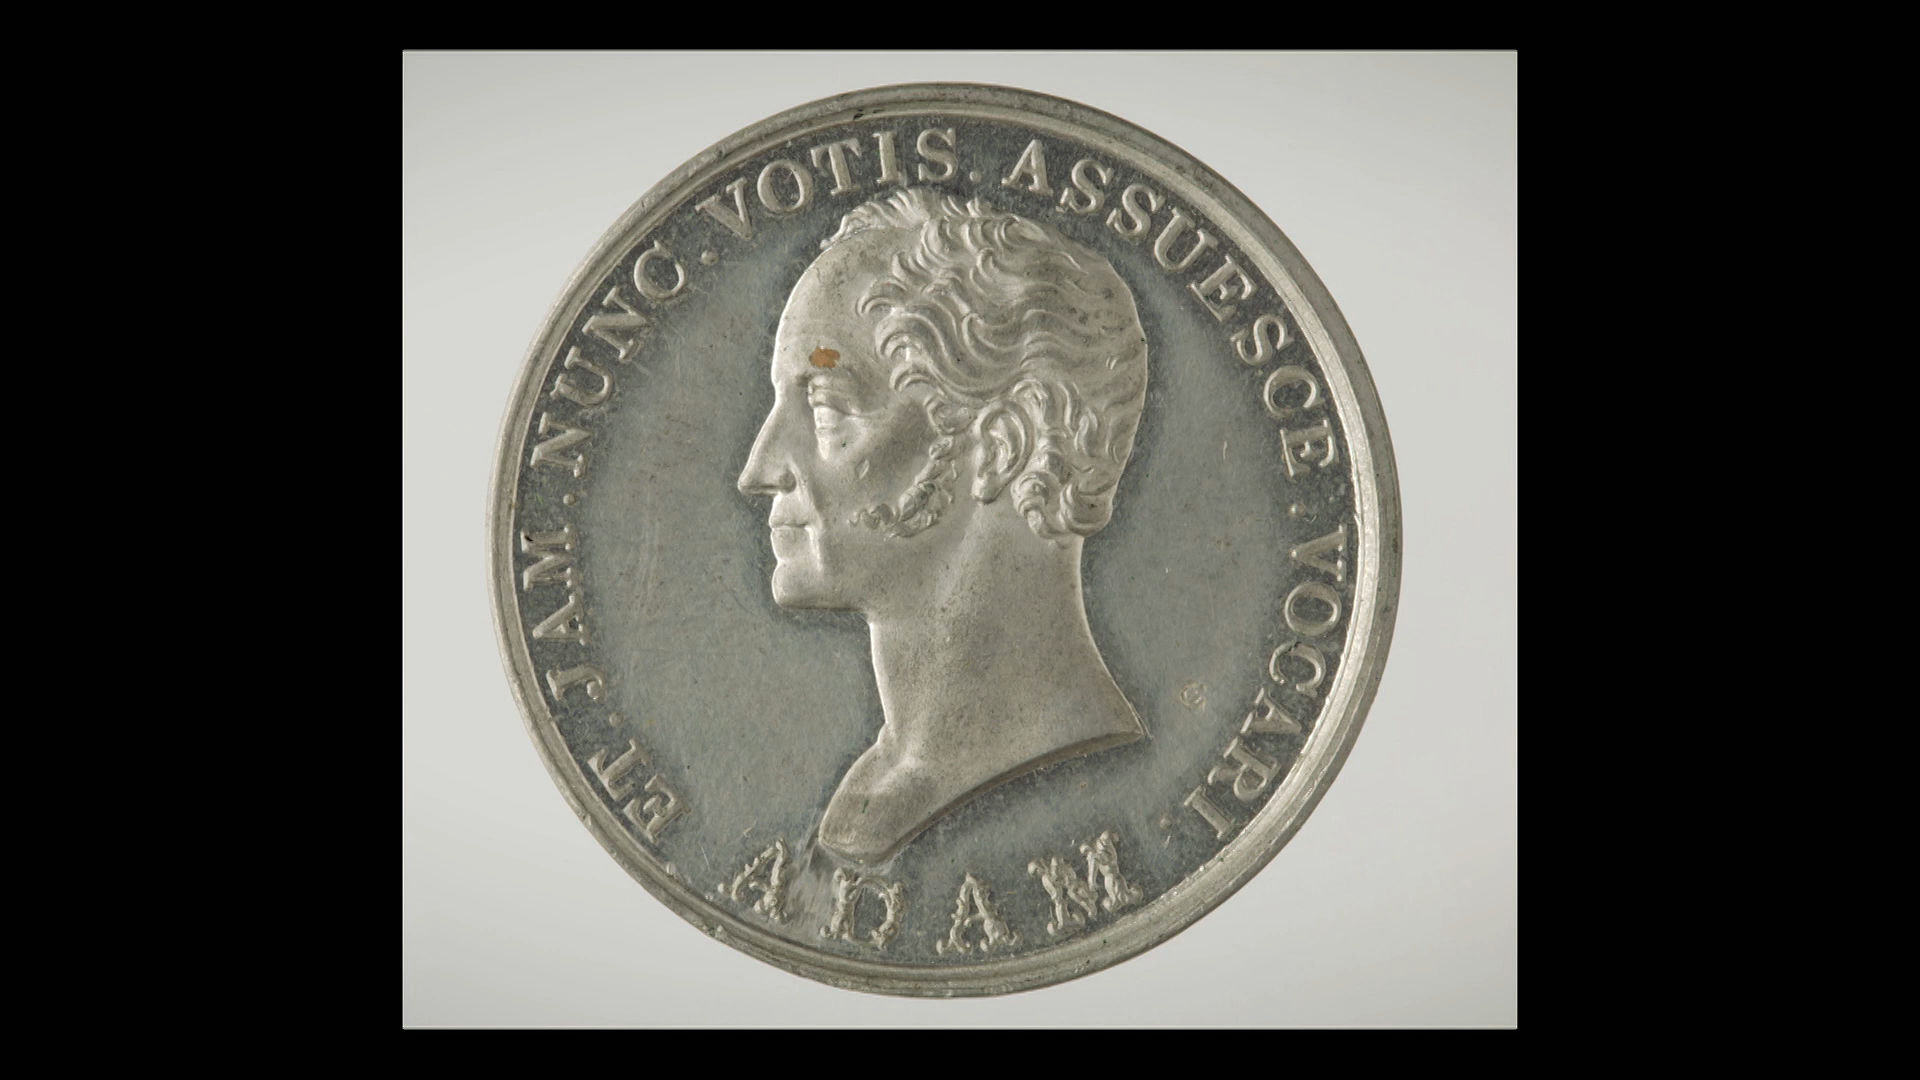 ET . JAM . NUNC . VOTIS . ASSUESCE . VOCARI .
ADAM